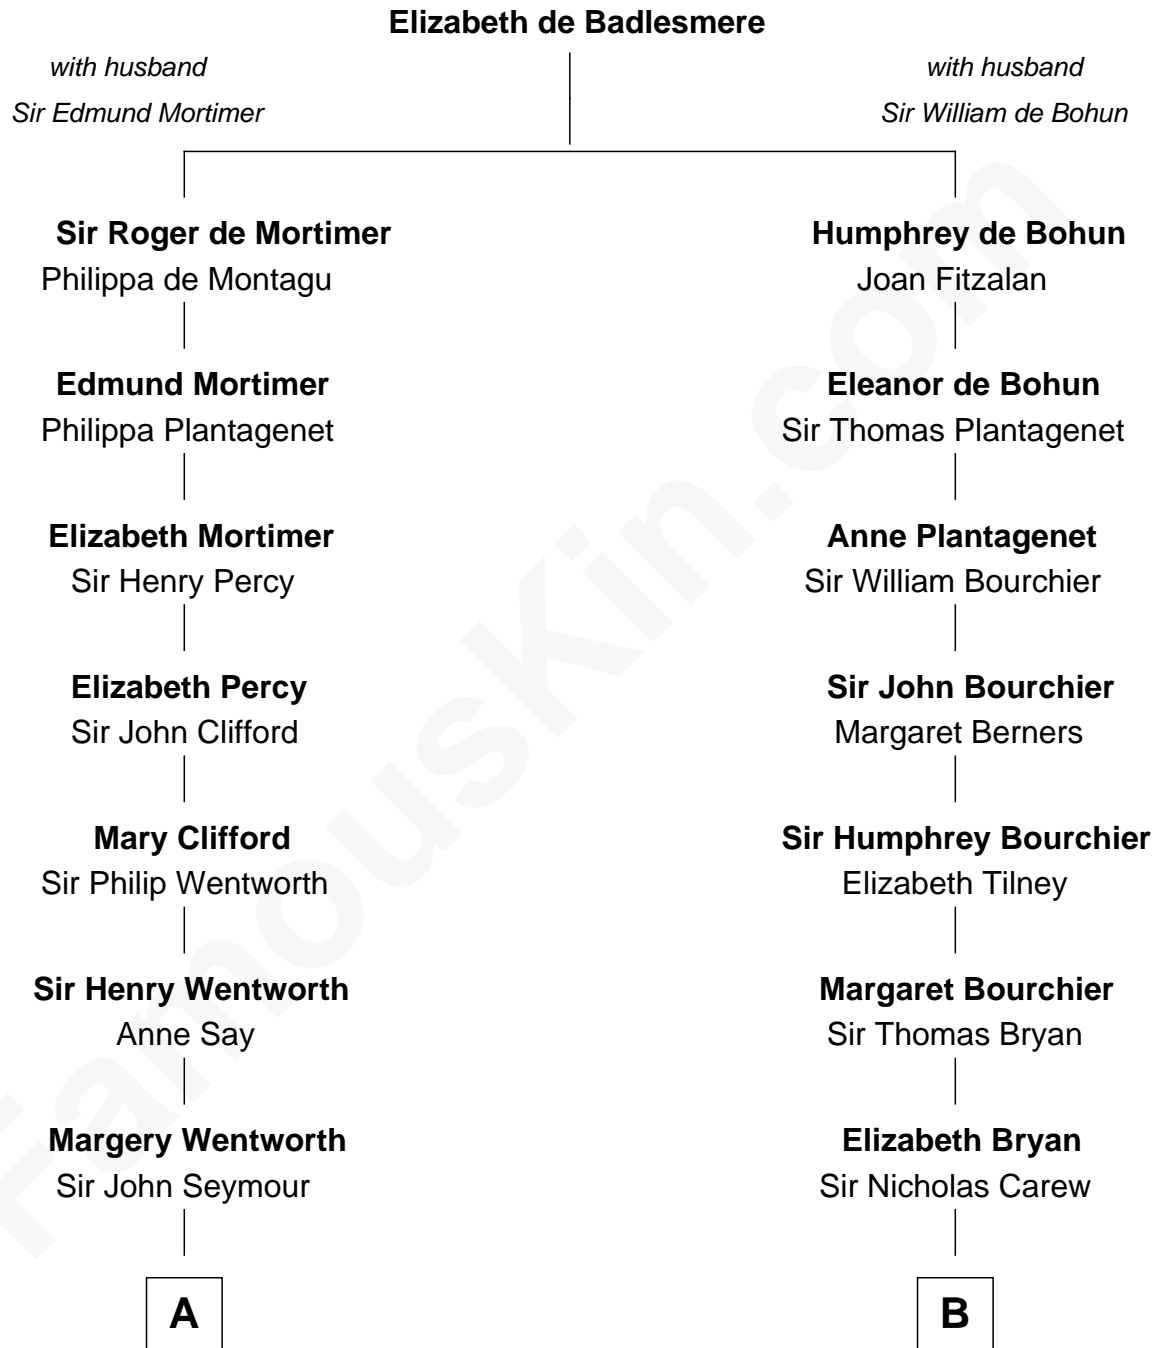 Elizabeth de Badlesmere
with husband
Sir Edmund Mortimer
with husband
Sir William de Bohun
Sir Roger de Mortimer
Philippa de Montagu
Humphrey de Bohun
Joan Fitzalan
Edmund Mortimer
Philippa Plantagenet
Eleanor de Bohun
Sir Thomas Plantagenet
Elizabeth Mortimer
Sir Henry Percy
Anne Plantagenet
Sir William Bourchier
Elizabeth Percy
Sir John Clifford
Sir John Bourchier
Margaret Berners
Mary Clifford
Sir Philip Wentworth
Sir Humphrey Bourchier
Elizabeth Tilney
Sir Henry Wentworth
Anne Say
Margaret Bourchier
Sir Thomas Bryan
Margery Wentworth
Sir John Seymour
Elizabeth Bryan
Sir Nicholas Carew
A
B
FamousKin.com